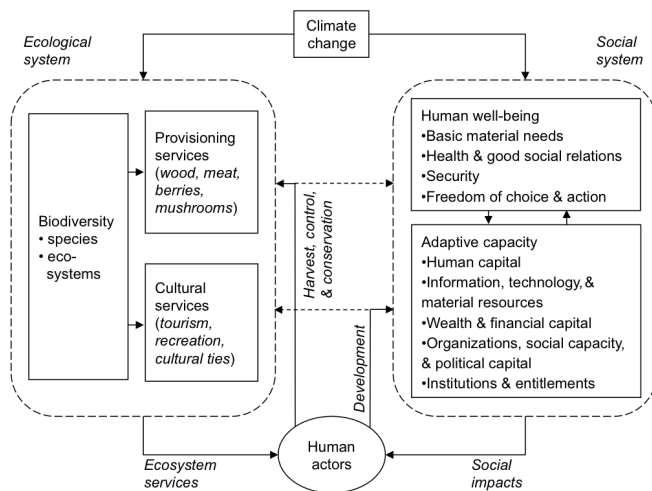 Ecological
system
Climate
change
Social
system
Biodiversity
• species
• eco-
systems
Provisioning
services
(wood, meat,
berries,
mushrooms)
Cultural
services
(tourism,
recreation,
cultural ties)
Harvest, control,
& conservation
Development
Human well-being
•Basic material needs
•Health & good social relations
•Security
•Freedom of choice & action
Adaptive capacity
•Human capital
•Information, technology, &
material resources
•Wealth & financial capital
•Organizations, social capacity,
& political capital
•Institutions & entitlements
Ecosystem
services
Human
actors
Social
impacts